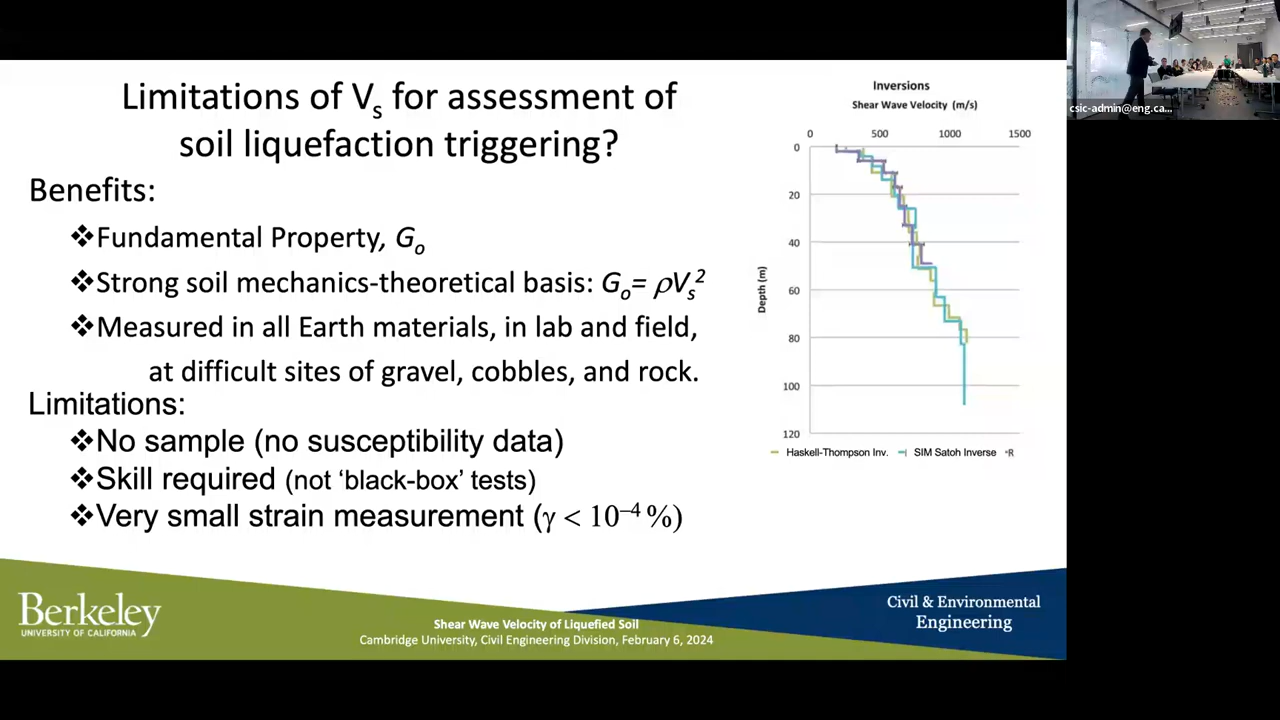 Limitations of Vs for assessment of
soil liquefaction triggering?
Benefits:
❖Fundamental Property, Go
❖Strong soil mechanics-theoretical basis: Go= ρVs2
❖Measured in all Earth materials, in lab and field,
at difficult sites of gravel, cobbles, and rock.
Limitations:
❖No sample (no susceptibility data)
❖Skill required (not ‘black-box’ tests)
❖Very small strain measurement (γ < 10–4 %)
Inversions
Shear Wave Velocity (m/s)
0 500 1000 1500
0
20
40
60
80
100
120
Depth (m)
Haskell-Thompson Inv. SIM Satoh Inverse *R
Berkeley
UNIVERSITY OF CALIFORNIA
Shear Wave Velocity of Liquefied Soil
Cambridge University, Civil Engineering Division, February 6, 2024
Civil & Environmental
Engineering
csic-admin@eng.ca...